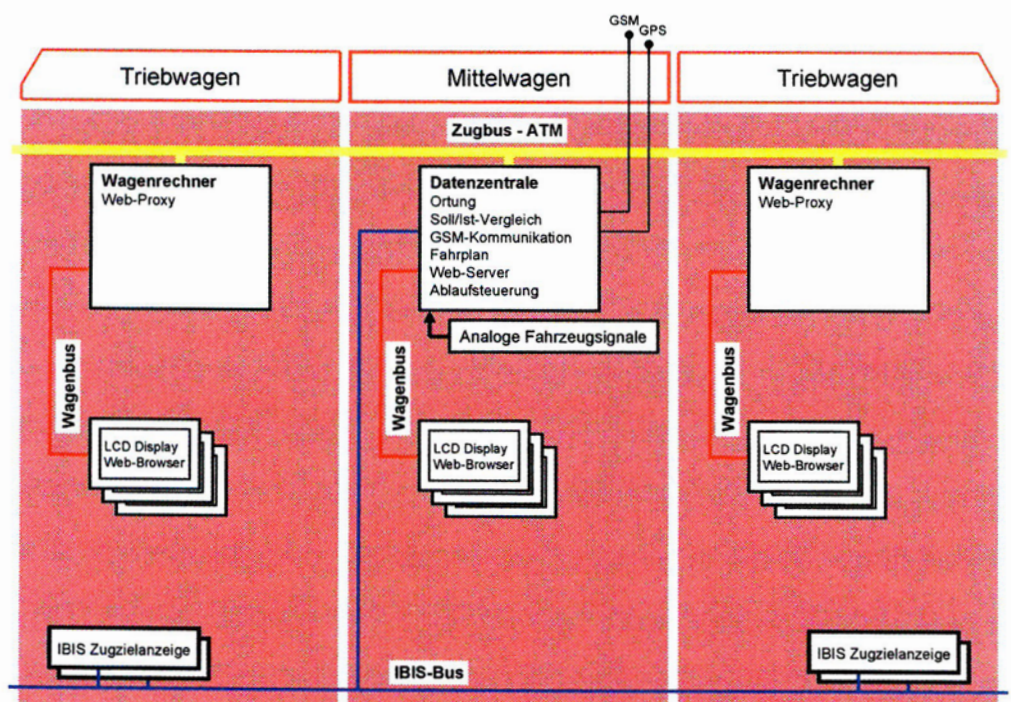 GSM
GPS
Triebwagen
Mittelwagen
Triebwagen
Zugbus - ATM
Wagenrechner
Web-Proxy
Datenzentrale
Ortung
Soll/Ist-Vergleich
GSM-Kommunikation
Fahrplan
Web-Server
Ablaufsteuerung
Wagenrechner
Web-Proxy
Analoge Fahrzeugsignale
Wagenbus
Wagenbus
Wagenbus
LCD Display
Web-Browser
LCD Display
Web-Browser
LCD Display
Web-Browser
IBIS Zugzielanzeige
IBIS-Bus
IBIS Zugzielanzeige